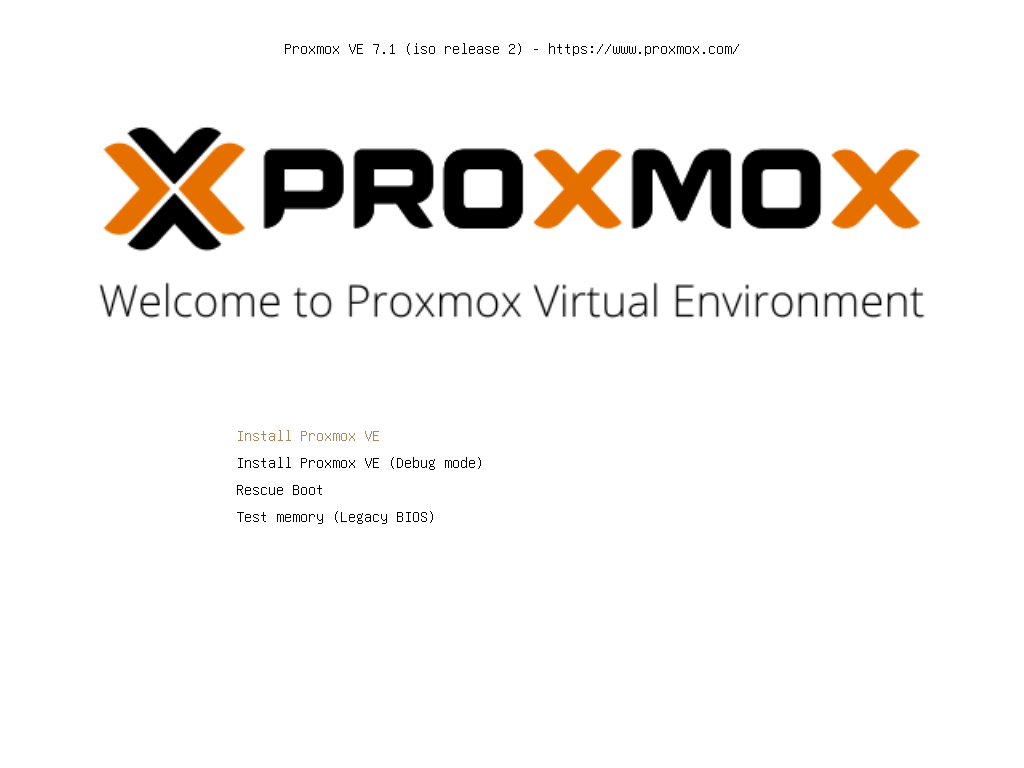 Proxmox VE 7.1 (iso release 2) - https://www.proxmox.com/
PROXMOX
Welcome to Proxmox Virtual Environment
Install Proxmox VE
Install Proxmox VE (Debug mode)
Rescue Boot
Test memory (Legacy BIOS)